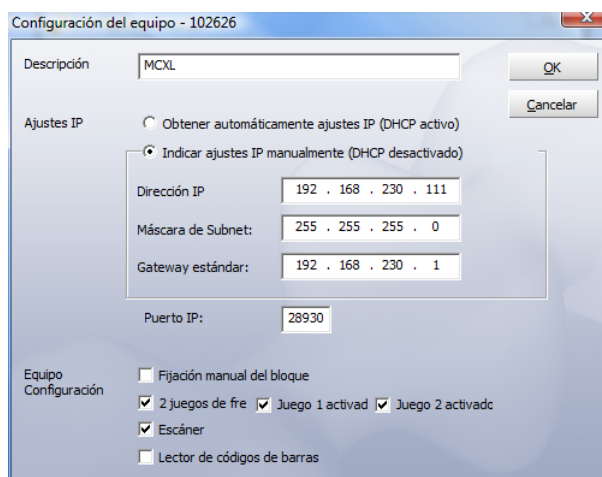 Configuración del equipo - 102626
Descripción MCXL OK
Cancelar
Ajustes IP Obtener automáticamente ajustes IP (DHCP activo)
Indicar ajustes IP manualmente (DHCP desactivado)
Dirección IP 192 . 168 . 230 . 111
Máscara de Subnet: 255 . 255 . 255 . 0
Gateway estándar: 192 . 168 . 230 . 1
Puerto IP: 28930
Equipo Configuración Fijación manual del bloque
2 juegos de fre Juego 1 activad Juego 2 activadc
Escáner
Lector de códigos de barras